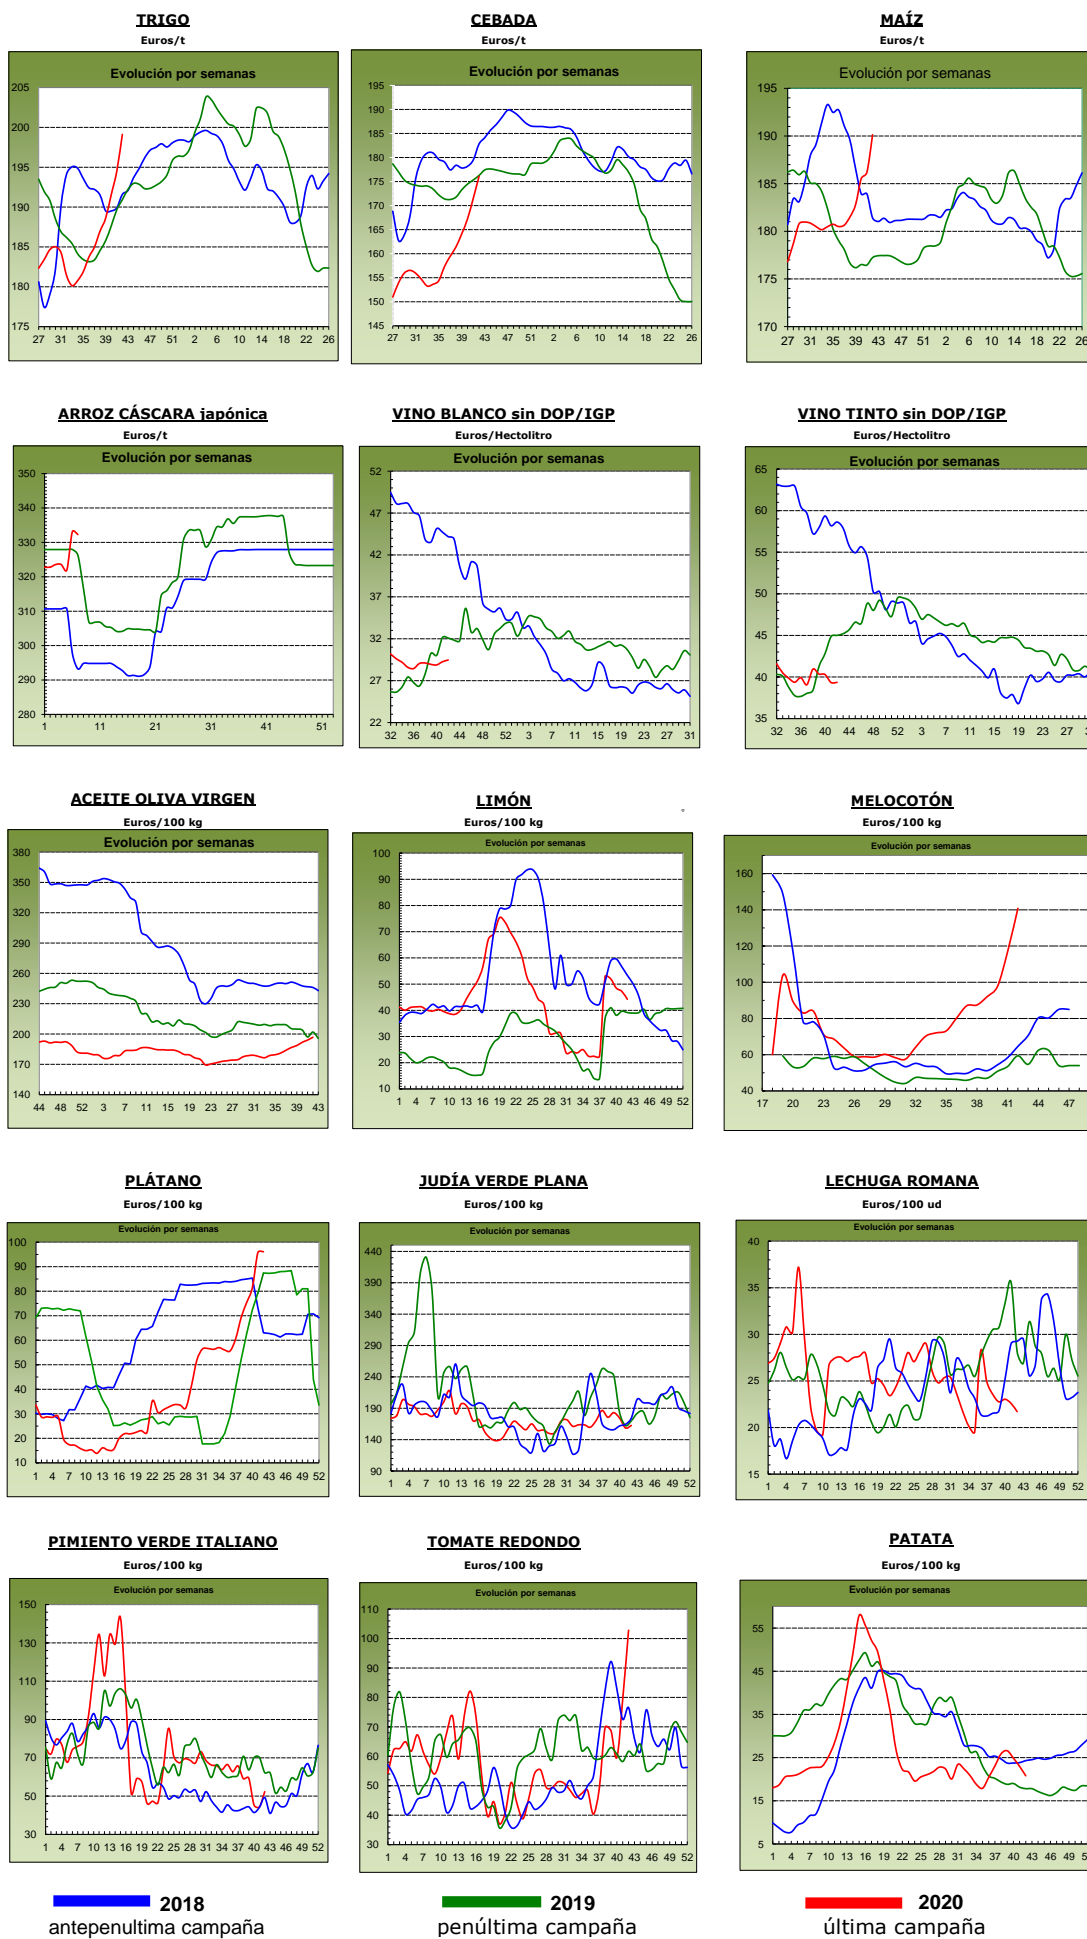 TRIGO
Euros/t
Evolución por semanas
205
200
195
190
185
180
175
27 31 35 39 43 47 51 2 6 10 14 18 22 26
CEBADA
Euros/t
Evolución por semanas
195
190
185
180
175
170
165
160
155
150
145
27 31 35 39 43 47 51 2 6 10 14 18 22 26
MAÍZ
Euros/t
Evolución por semanas
195
190
185
180
175
170
27 31 35 39 43 47 51 2 6 10 14 18 22 26
ARROZ CÁSCARA japónica
Euros/t
Evolución por semanas
350
340
330
320
310
300
290
280
1 11 21 31 41 51
VINO BLANCO sin DOP/IGP
Euros/Hectolitro
Evolución por semanas
52
47
42
37
32
27
22
32 36 40 44 48 52 3 7 11 15 19 23 27 31
VINO TINTO sin DOP/IGP
Euros/Hectolitro
Evolución por semanas
65
60
55
50
45
40
35
32 36 40 44 48 52 3 7 11 15 19 23 27
ACEITE OLIVA VIRGEN
Euros/100 kg
Evolución por semanas
380
350
320
290
260
230
200
170
140
44 48 52 3 7 11 15 19 23 27 31 35 39 43
LIMÓN
Euros/100 kg
Evolución por semanas
100
90
80
70
60
50
40
30
20
10
1 4 7 10 13 16 19 22 25 28 31 34 37 40 43 46 49 52
MELOCOTÓN
Euros/100 kg
Evolución por semanas
160
140
120
100
80
60
40
17 20 23 26 29 32 35 38 41 44 47
PLÁTANO
Euros/100 kg
Evolución por semanas
100
90
80
70
60
50
40
30
20
10
1 4 7 10 13 16 19 22 25 28 31 34 37 40 43 46 49 52
JUDÍA VERDE PLANA
Euros/100 kg
Evolución por semanas
440
390
340
290
240
190
140
90
1 4 7 10 13 16 19 22 25 28 31 34 37 40 43 46 49 52
LECHUGA ROMANA
Euros/100 ud
Evolución por semanas
40
35
30
25
20
15
1 4 7 10 13 16 19 22 25 28 31 34 37 40 43 46 49 52
PIMIENTO VERDE ITALIANO
Euros/100 kg
Evolución por semanas
150
130
110
90
70
50
30
1 4 7 10 13 16 19 22 25 28 31 34 37 40 43 46 49 52
TOMATE REDONDO
Euros/100 kg
Evolución por semanas
110
100
90
80
70
60
50
40
30
1 4 7 10 13 16 19 22 25 28 31 34 37 40 43 46 49 52
PATATA
Euros/100 kg
Evolución por semanas
55
45
35
25
15
5
1 4 7 10 13 16 19 22 25 28 31 34 37 40 43 46 49
2018
antepenultima campaña
2019
penúltima campaña
2020
última campaña